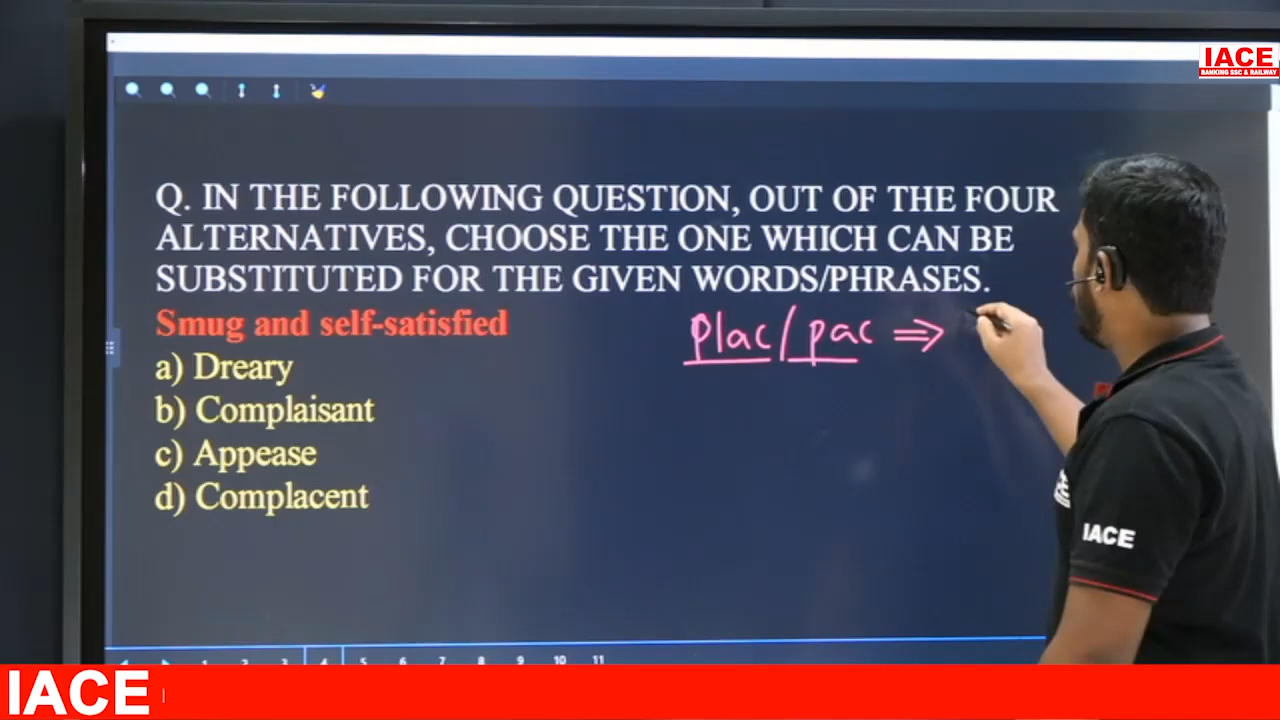 IACE
BANKING SSC & RAILWAY
Q. IN THE FOLLOWING QUESTION, OUT OF THE FOUR
ALTERNATIVES, CHOOSE THE ONE WHICH CAN BE
SUBSTITUTED FOR THE GIVEN WORDS/PHRASES.
Smug and self-satisfied
plac/pac ⇒
a) Dreary
b) Complaisant
c) Appease
d) Complacent
IACE
1 2 3 4 5 6 7 8 9 10 11
IACE